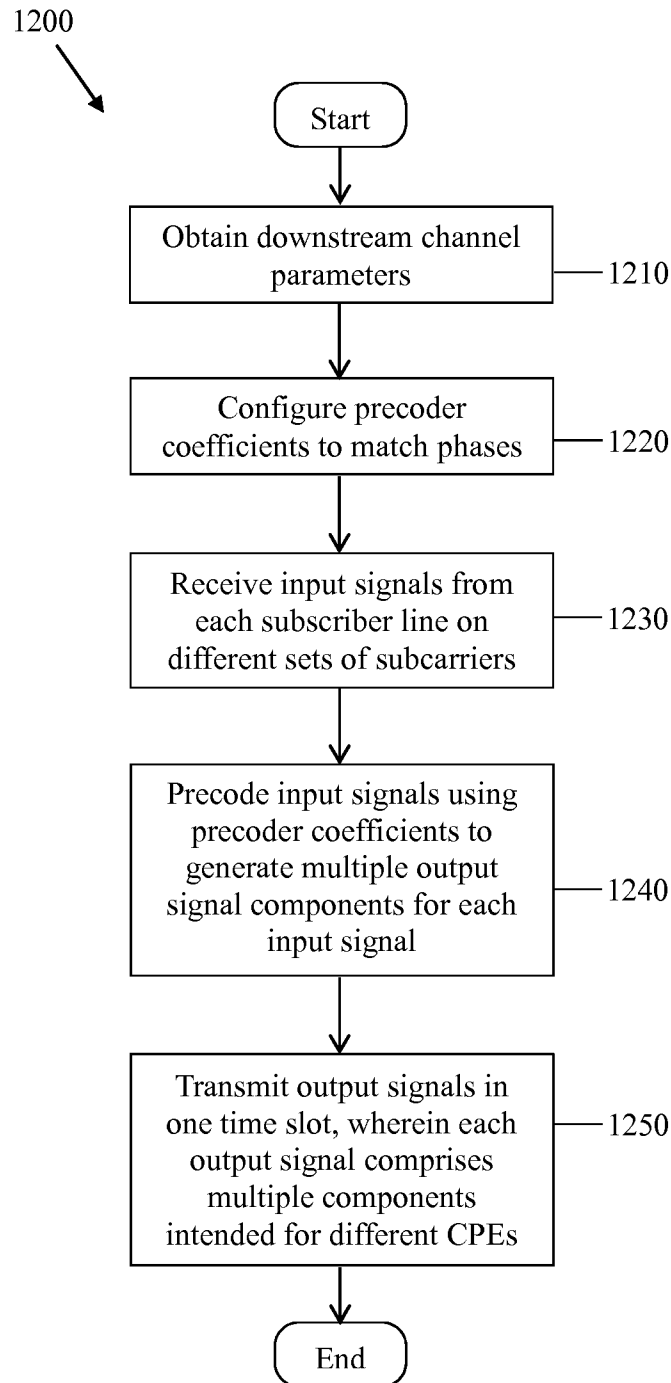 1200
Start
Obtain downstream channel
parameters
1210
Configure precoder
coefficients to match phases
1220
Receive input signals from
each subscriber line on
different sets of subcarriers
1230
Precode input signals using
precoder coefficients to
generate multiple output
signal components for each
input signal
1240
Transmit output signals in
one time slot, wherein each
output signal comprises
multiple components
intended for different CPEs
1250
End